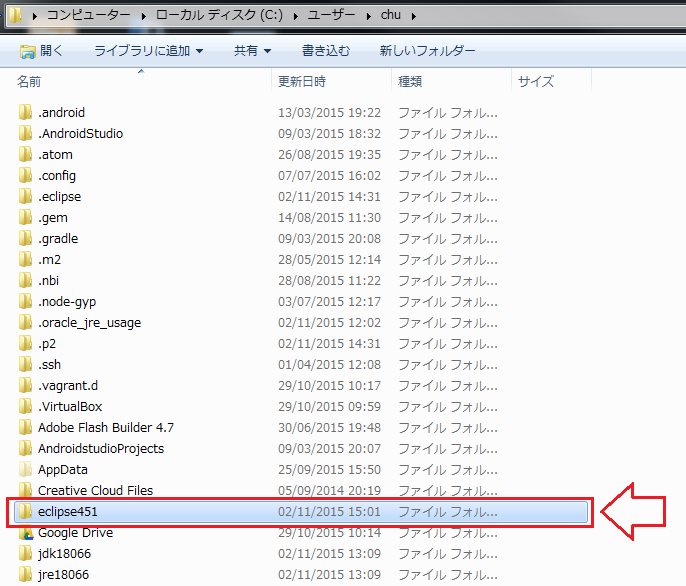 コンピューター ▸ ローカル ディスク (C:) ▸ ユーザー ▸ chu ▸
開く ライブラリに追加 ▼ 共有 ▼ 書き込む 新しいフォルダー
名前 更新日時 種類 サイズ
.android 13/03/2015 19:22 ファイル フォル...
.AndroidStudio 09/03/2015 18:32 ファイル フォル...
.atom 26/08/2015 19:35 ファイル フォル...
.config 07/07/2015 16:02 ファイル フォル...
.eclipse 02/11/2015 14:31 ファイル フォル...
.gem 14/08/2015 11:30 ファイル フォル...
.gradle 09/03/2015 20:08 ファイル フォル...
.m2 28/05/2015 12:14 ファイル フォル...
.nbi 28/08/2015 11:22 ファイル フォル...
.node-gyp 03/07/2015 12:17 ファイル フォル...
.oracle_jre_usage 02/11/2015 12:02 ファイル フォル...
.p2 02/11/2015 14:31 ファイル フォル...
.ssh 01/04/2015 12:08 ファイル フォル...
.vagrant.d 29/10/2015 10:17 ファイル フォル...
.VirtualBox 29/10/2015 09:59 ファイル フォル...
Adobe Flash Builder 4.7 30/06/2015 19:48 ファイル フォル...
AndroidstudioProjects 09/03/2015 20:07 ファイル フォル...
AppData 25/09/2015 15:50 ファイル フォル...
Creative Cloud Files 05/09/2014 20:19 ファイル フォル...
eclipse451 02/11/2015 15:01 ファイル フォル...
Google Drive 29/10/2015 10:14 ファイル フォル...
jdk18066 02/11/2015 13:09 ファイル フォル...
jre18066 02/11/2015 13:09 ファイル フォル...